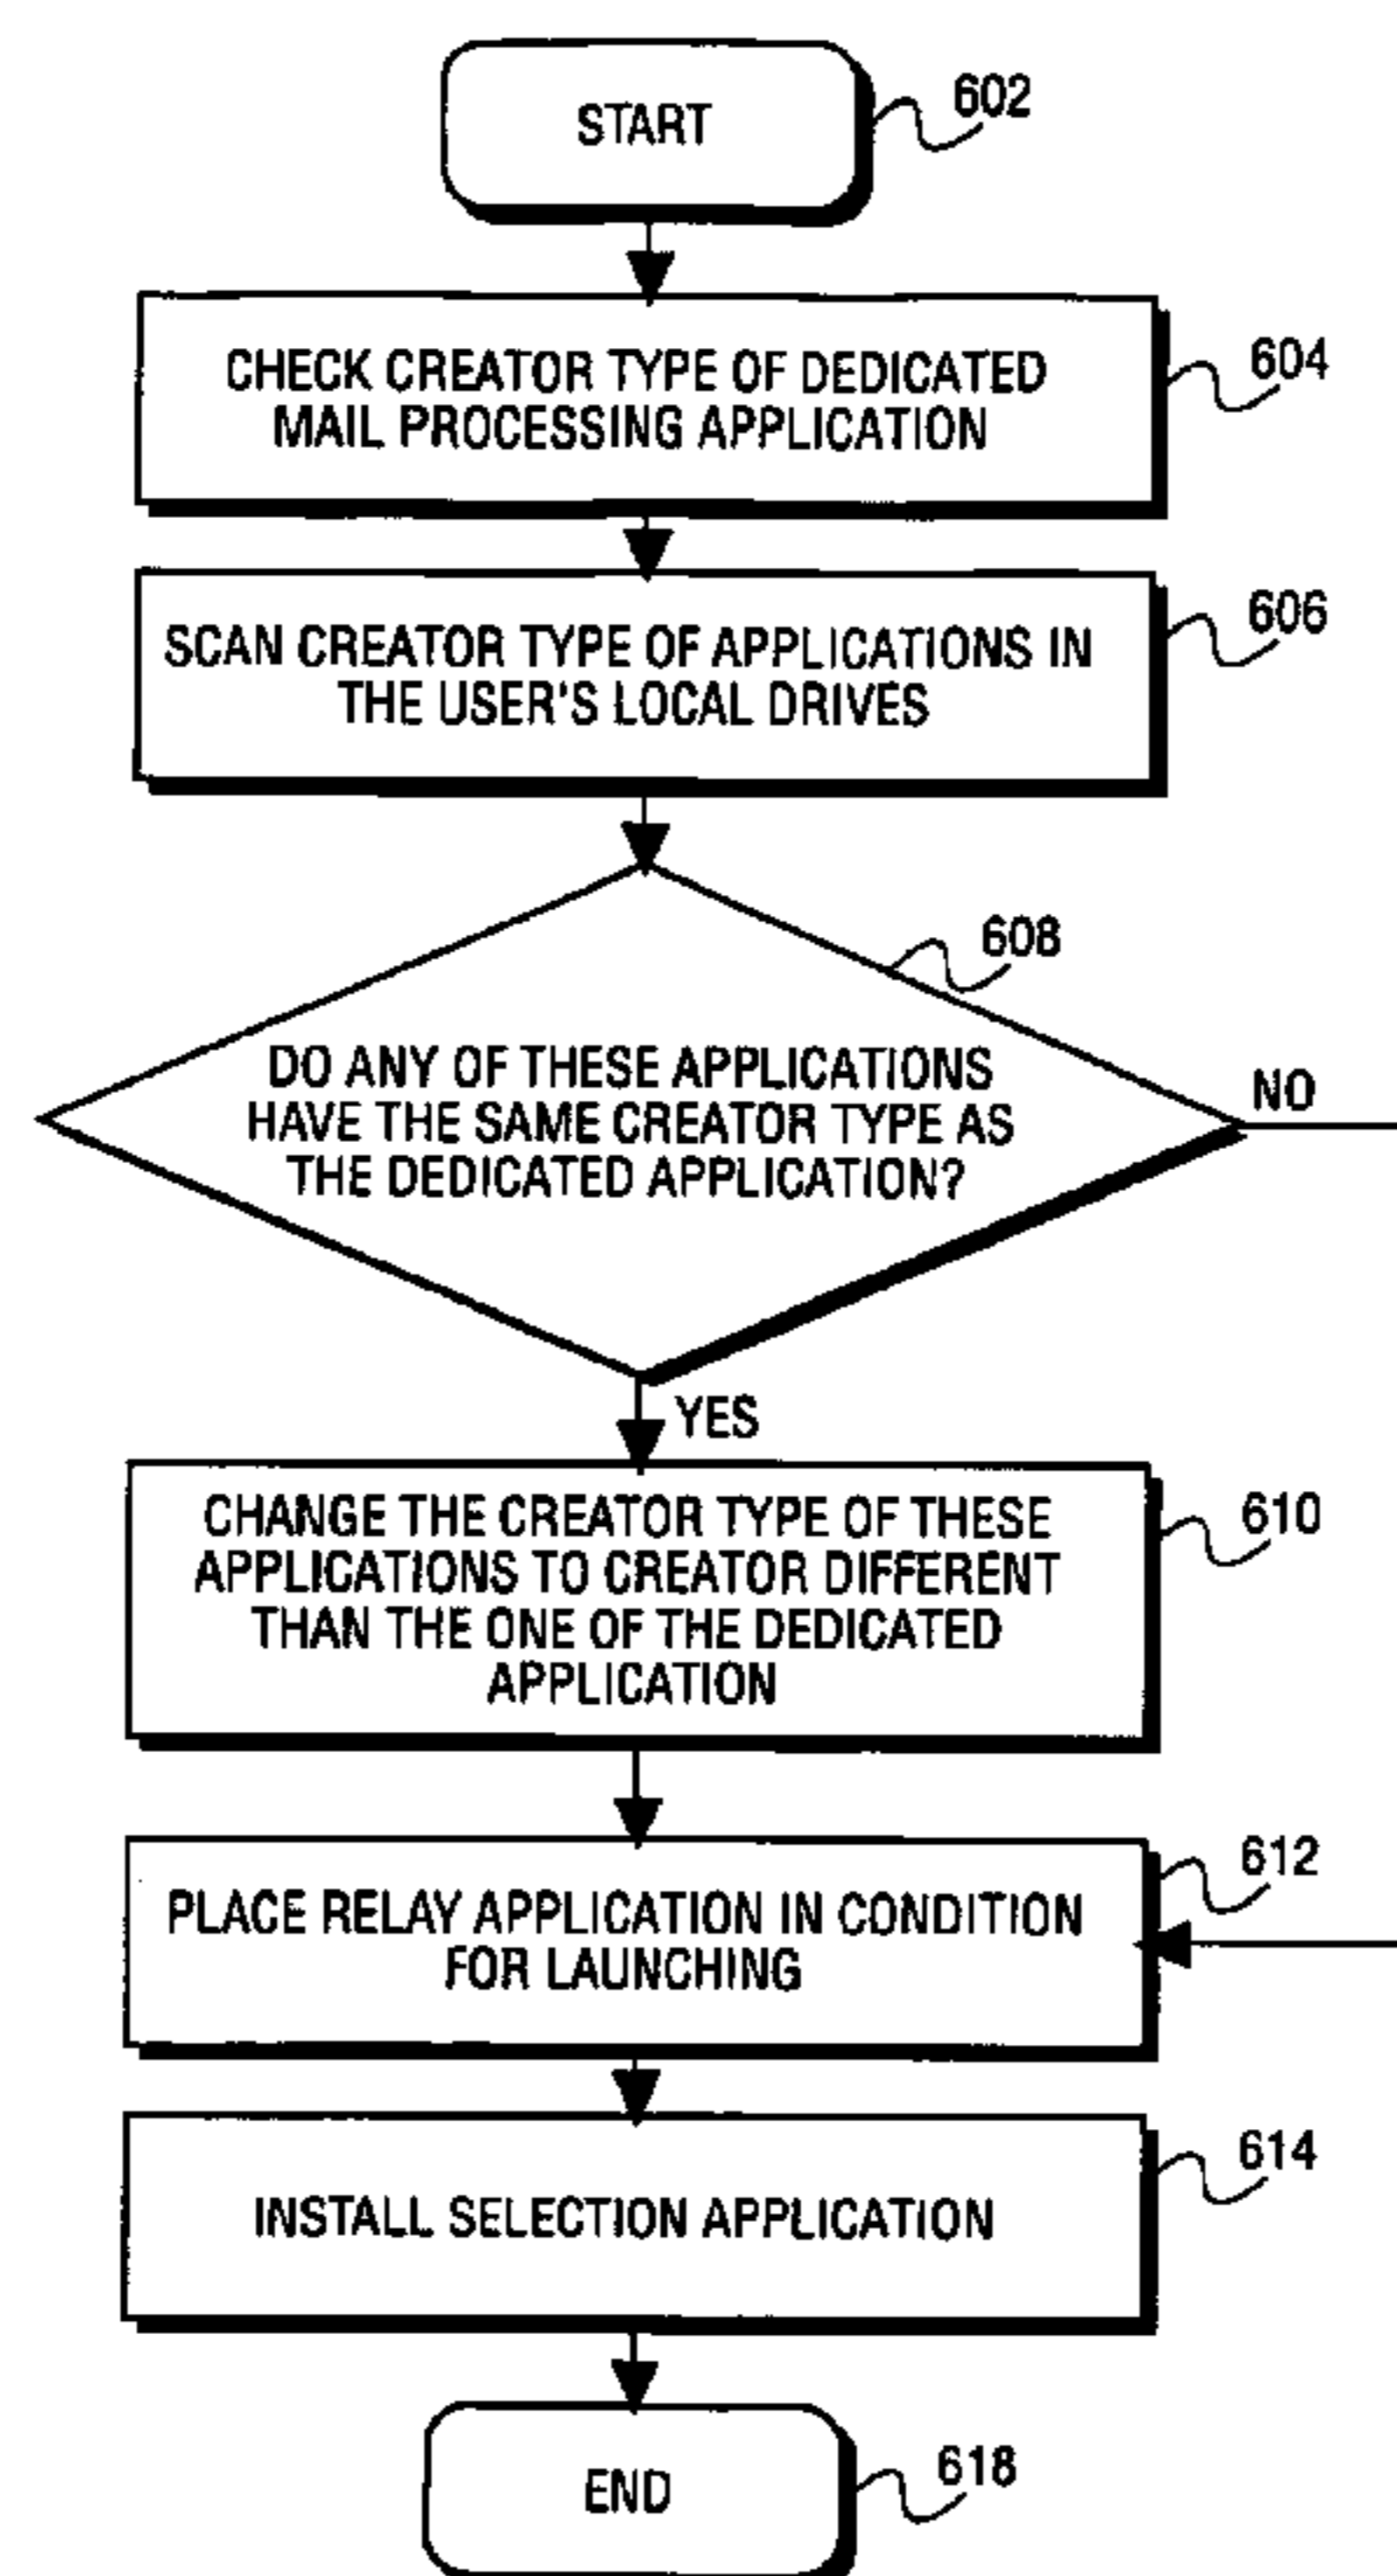 START
602
CHECK CREATOR TYPE OF DEDICATED
MAIL PROCESSING APPLICATION
604
SCAN CREATOR TYPE OF APPLICATIONS IN
THE USER'S LOCAL DRIVES
606
608
DO ANY OF THESE APPLICATIONS
HAVE THE SAME CREATOR TYPE AS
THE DEDICATED APPLICATION?
NO
YES
CHANGE THE CREATOR TYPE OF THESE
APPLICATIONS TO CREATOR DIFFERENT
THAN THE ONE OF THE DEDICATED
APPLICATION
610
PLACE RELAY APPLICATION IN CONDITION
FOR LAUNCHING
612
INSTALL SELECTION APPLICATION
614
END
618